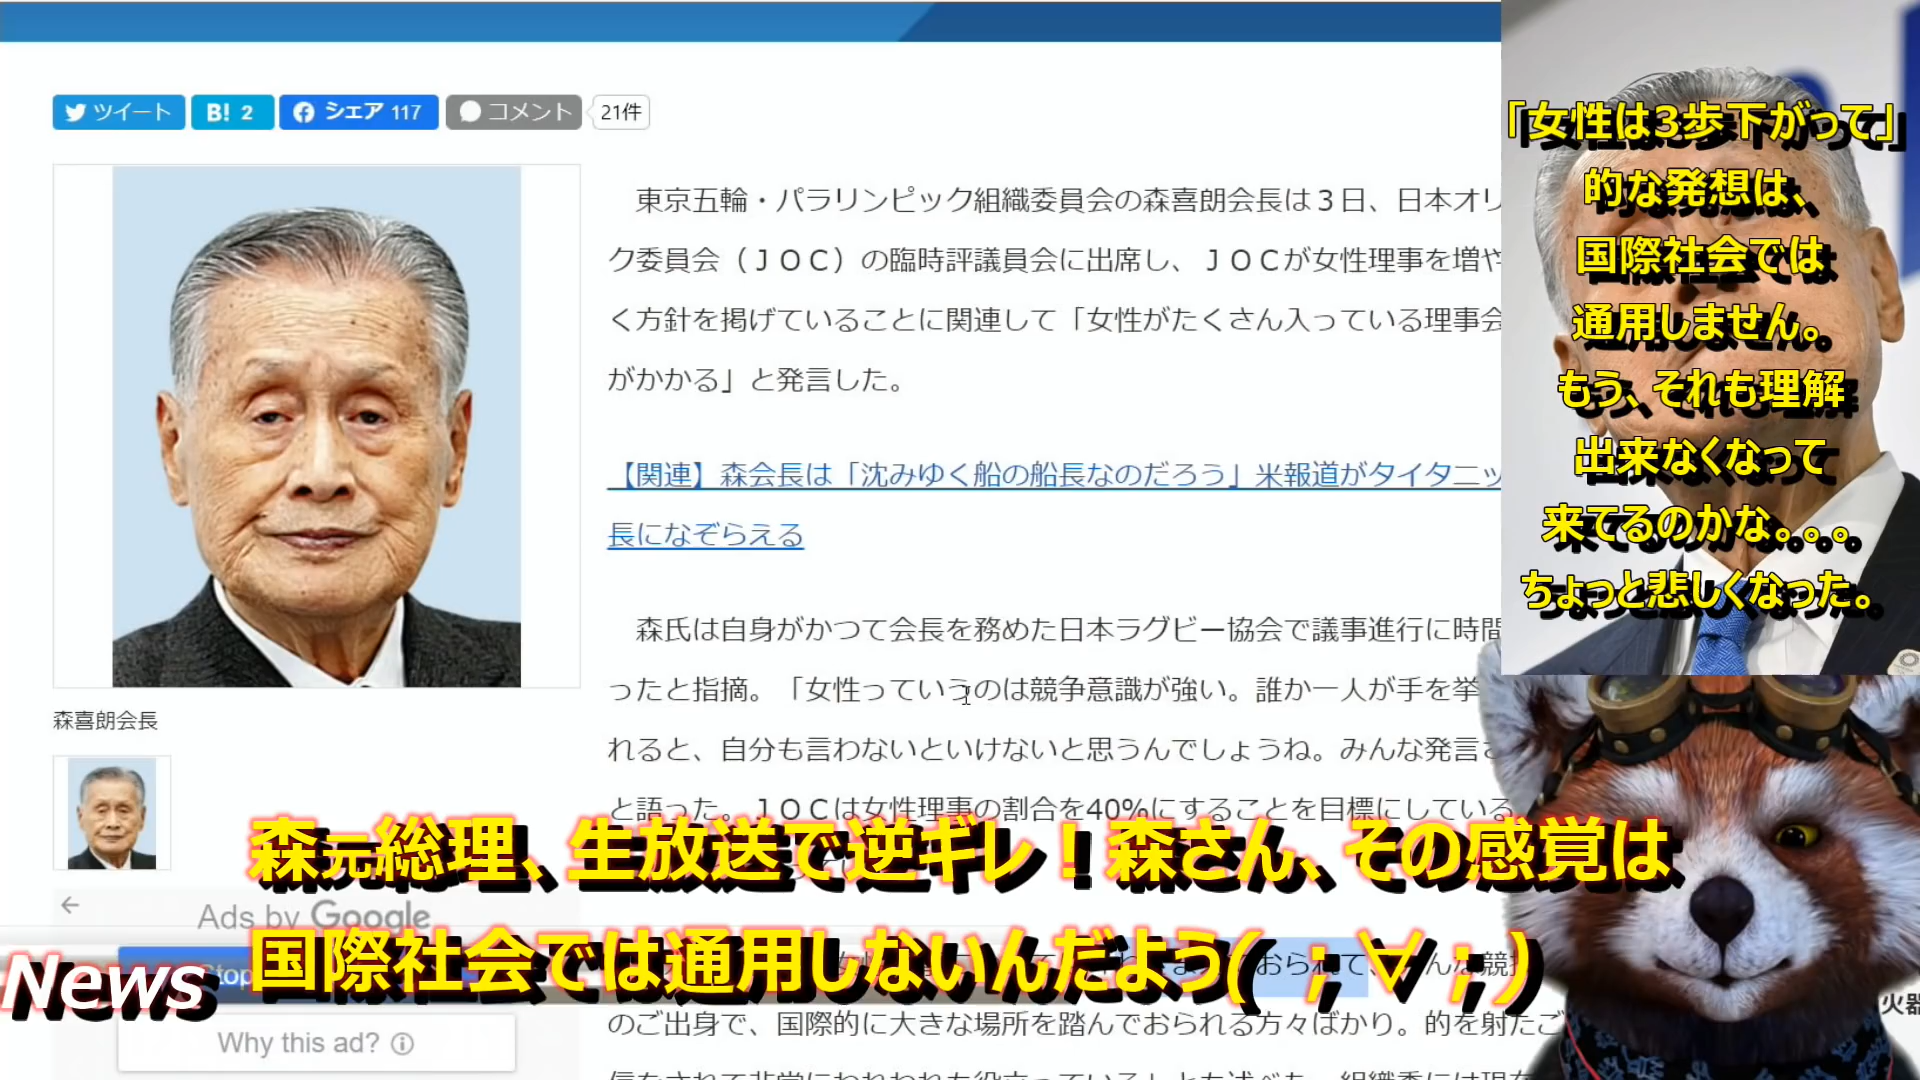 ツイート
B! 2
シェア 117
コメント
21件
東京五輪・パラリンピック組織委員会の森喜朗会長は３日、日本オリ
ク委員会（ＪＯＣ）の臨時評議員会に出席し、ＪＯＣが女性理事を増や
く方針を掲げていることに関連して「女性がたくさん入っている理事会
がかかる」と発言した。
【関連】森会長は「沈みゆく船の船長なのだろう」米報道がタイタニッ
長になぞらえる
森氏は自身がかつて会長を務めた日本ラグビー協会で議事進行に時間
ったと指摘。「女性っていうのは競争意識が強い。誰か一人が手を挙
れると、自分も言わないといけないと思うんでしょうね。みんな発言
と語った。ＪＯＣは女性理事の割合を40%にすることを目標にしている
おられて、
のご出身で、国際的に大きな場所を踏んでおられる方々ばかり。的を射たご
森喜朗会長
Ads by Google
Stop
Why this ad?
「女性は３歩下がって」
的な発想は、
国際社会では
通用しません。
もう、それも理解
出来なくなって
来てるのかな。。。
ちょっと悲しくなった。
森元総理、生放送で逆ギレ！森さん、その感覚は
国際社会では通用しないんだよう( ；∀；)
News
火器